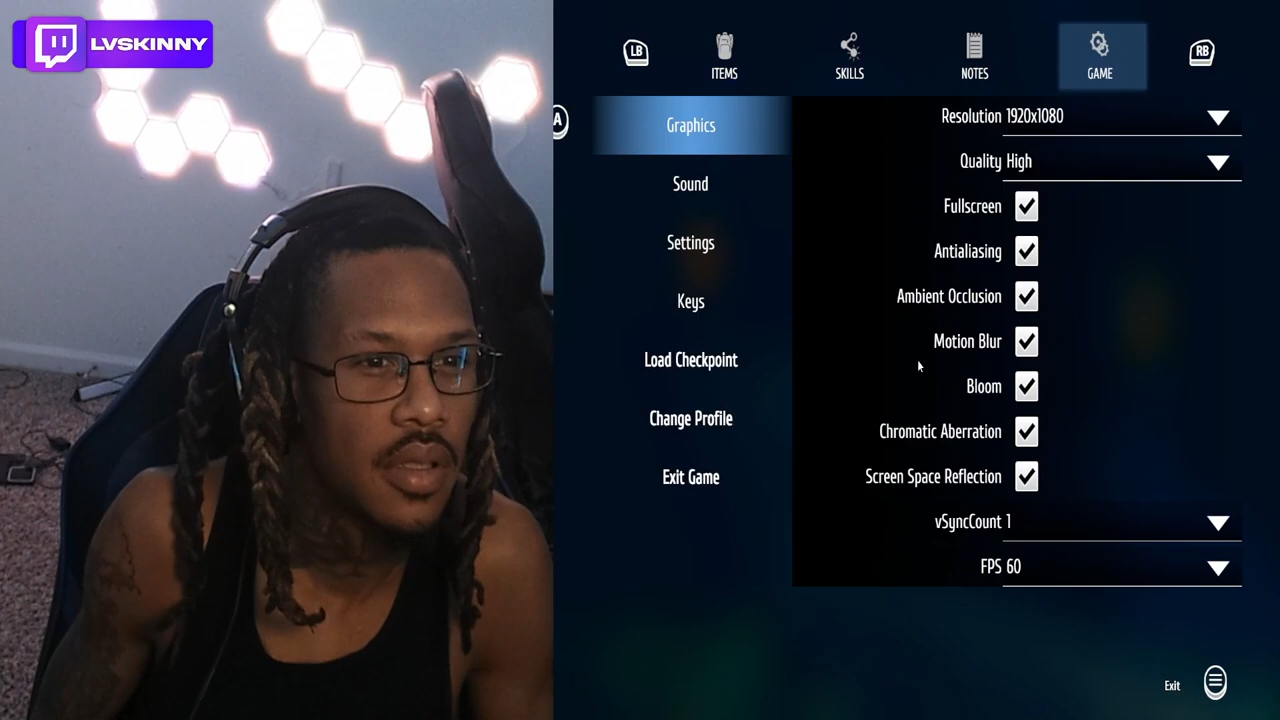 LVSKINNY
LB
ITEMS
SKILLS
NOTES
GAME
RB
A
Graphics
Sound
Settings
Keys
Load Checkpoint
Change Profile
Exit Game
Resolution 1920x1080
Quality High
Fullscreen
Antialiasing
Ambient Occlusion
Motion Blur
Bloom
Chromatic Aberration
Screen Space Reflection
vSyncCount 1
FPS 60
Exit